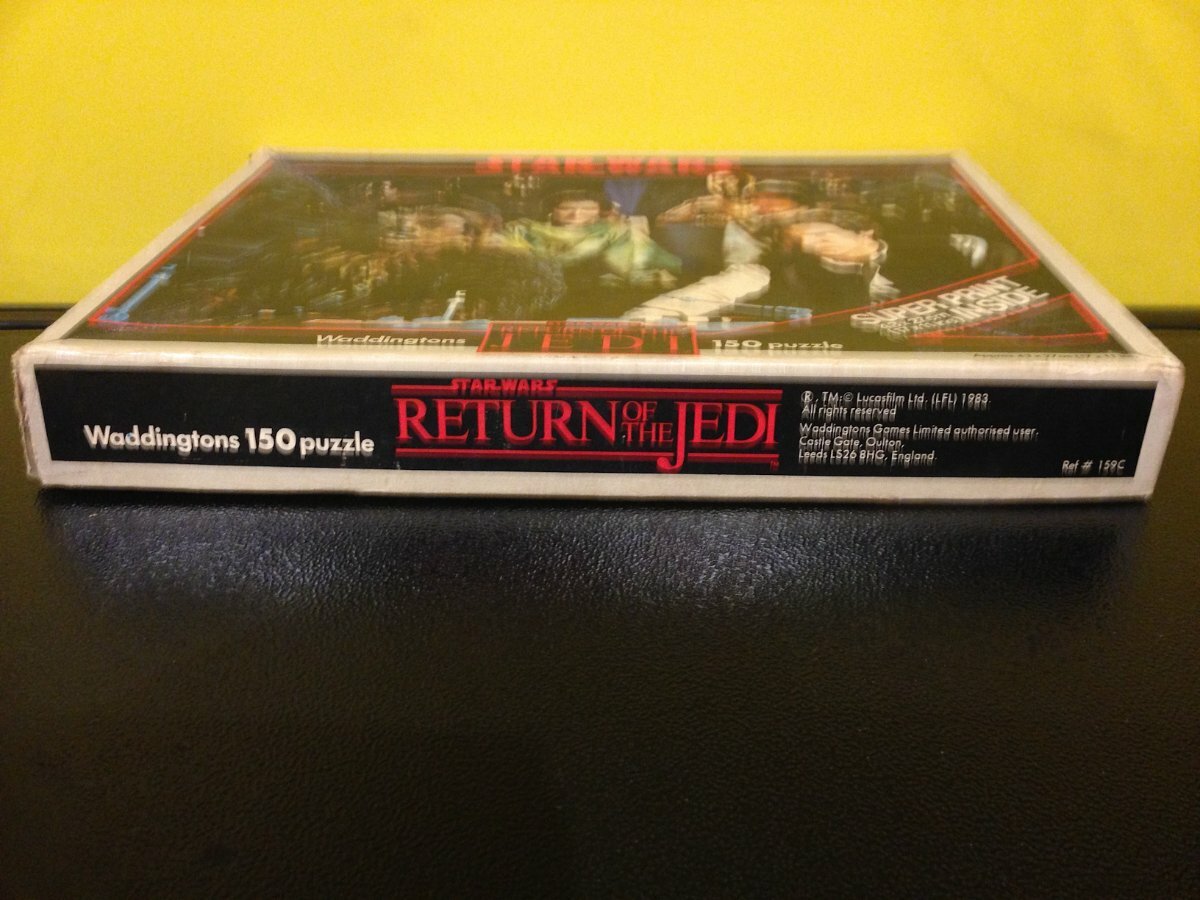 STAR WARS
SUPER-PRINT
INSIDE
RETURN OF THE
JEDI
Waddingtons
150 puzzle
STAR WARS
RETURN OF THE JEDI
Waddingtons 150 puzzle
®, TM: © Lucasfilm Ltd. (LFL) 1983.
All rights reserved
Waddingtons Games Limited authorised user.
Castle Gate, Oulton,
Leeds LS26 8HG, England.
Ref # 159C